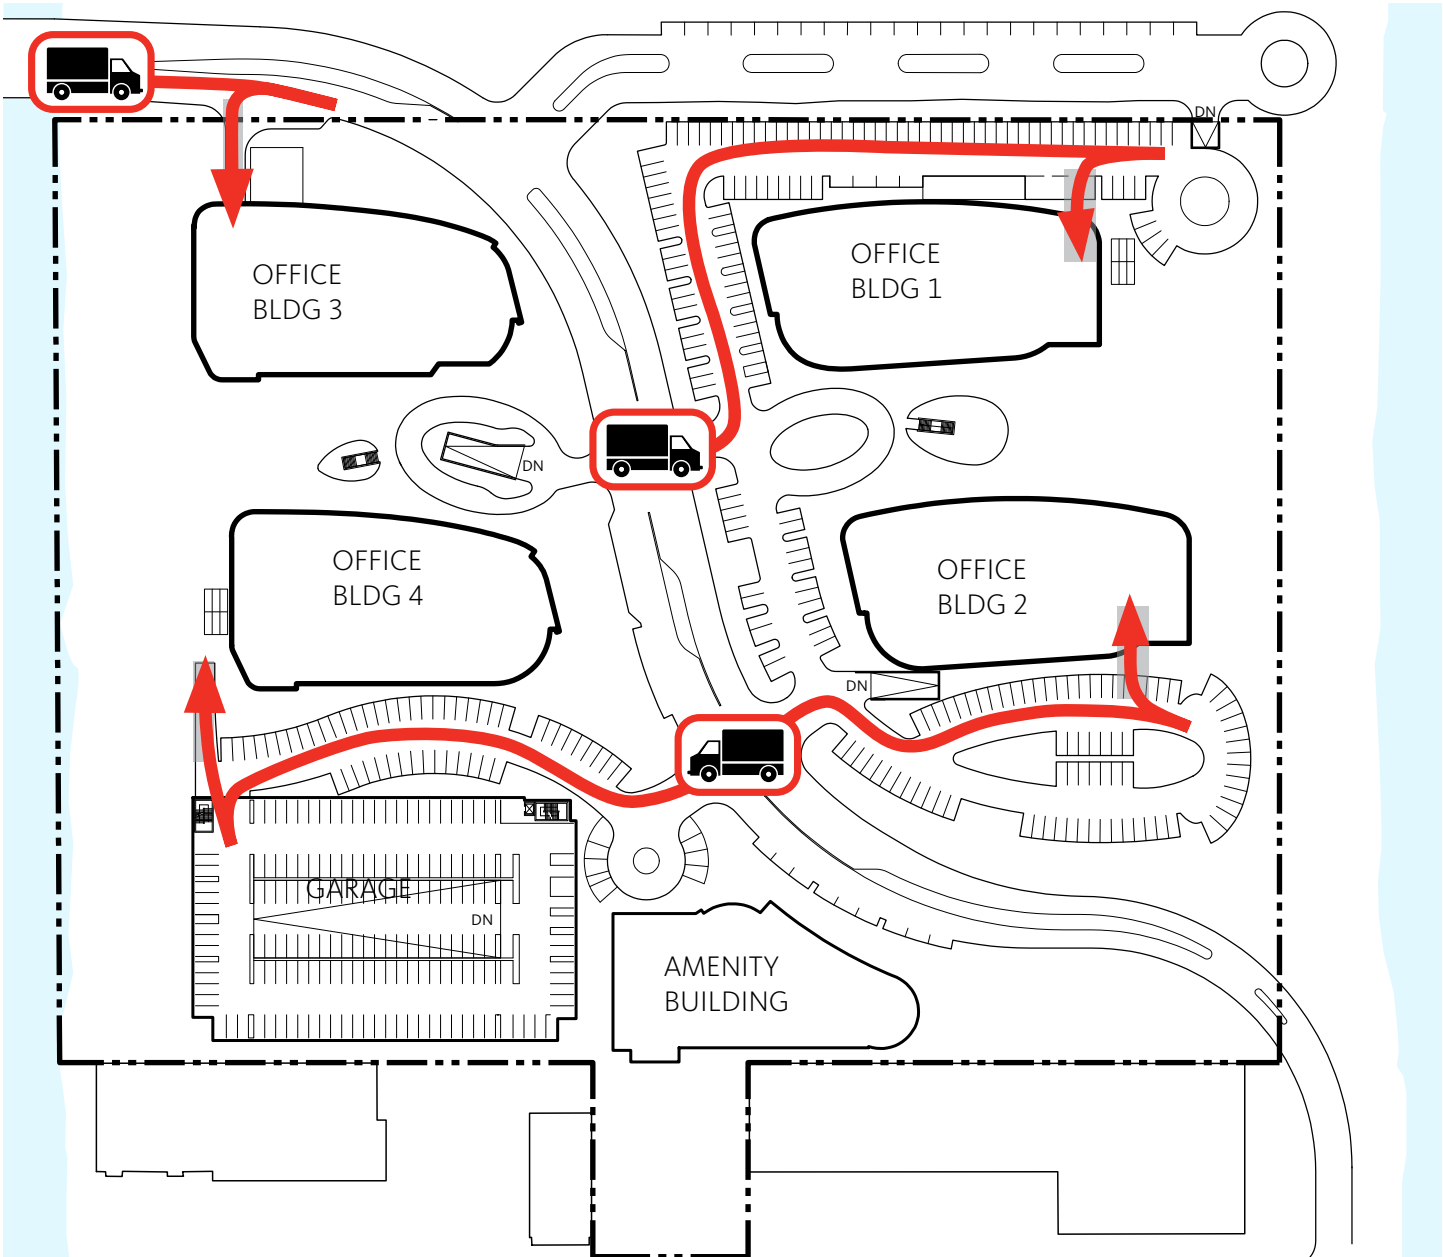 DN
OFFICE
BLDG 3
OFFICE
BLDG 1
DN
OFFICE
BLDG 4
OFFICE
BLDG 2
DN
GARAGE
DN
AMENITY
BUILDING